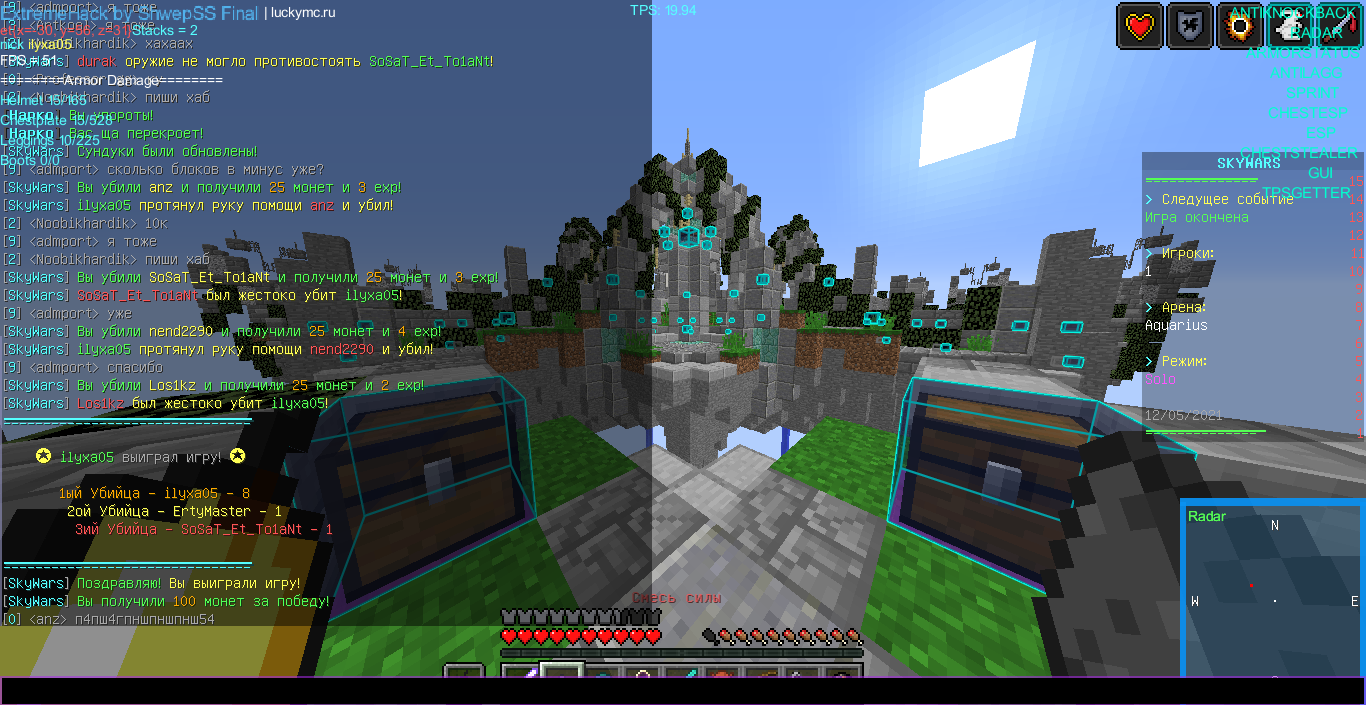 ExtremeHack by ShwepSS Final | luckymc.ru
[9] <admport> я тоже
[3] <Artkool> я тоже
Stacks = 2
[2] <Noobikhardik> хахаах
nick ilyxa05
FPS : 51
durak оружие не могло противостоять SoSaT_Et_To1aNt!
========Armor Damage========
[2] <Noobikhardik> пиши хаб
Helmet 16/165
[Нарко] Вы упороты!
Chestplate 15/528
[Нарко] Вас ща перекроет!
Leggings 10/225
[SkyWars] Сундуки были обновлены!
Boots 0/0
[9] <admport> сколько блоков в минус уже?
[SkyWars] Вы убили anz и получили 25 монет и 3 exp!
[SkyWars] ilyxa05 протянул руку помощи anz и убил!
[2] <Noobikhardik> 10к
[9] <admport> я тоже
[2] <Noobikhardik> пиши хаб
[SkyWars] Вы убили SoSaT_Et_To1aNt и получили 25 монет и 3 exp!
[SkyWars] SoSaT_Et_To1aNt был жестоко убит ilyxa05!
[9] <admport> уже
[SkyWars] Вы убили nend2290 и получили 25 монет и 4 exp!
[SkyWars] ilyxa05 протянул руку помощи nend2290 и убил!
[9] <admport> спасибо
[SkyWars] Вы убили Los1kz и получили 25 монет и 2 exp!
[SkyWars] Los1kz был жестоко убит ilyxa05!
ilyxa05 выиграл игру!
1ый Убийца - ilyxa05 - 8
2ой Убийца - ErtyMaster - 1
3ий Убийца - SoSaT_Et_To1aNt - 1
[SkyWars] Поздравляю! Вы выиграли игру!
[SkyWars] Вы получили 100 монет за победу!
[0] <anz> п4пш4гпншпншпнш54
TPS: 19.94
ANTIKNOCKBACK
RADAR
ARMORSTATUS
ANTILAGG
SPRINT
CHESTESP
ESP
CHESTSTEALER
GUI
TPSGETTER
SKYWARS
> Следущее событие
Игра окончена
> Игроки:
1
> Арена:
Aquarius
> Режим:
Solo
12/05/2021
15
14
13
12
Смесь силы
Radar
N
W
E